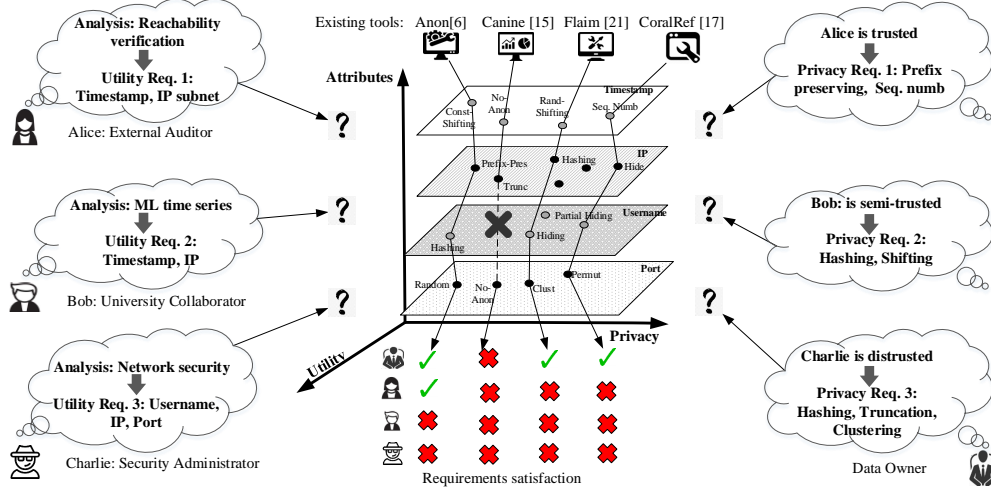 Existing tools: Anon[6] Canine [15] Flaim [21] CoralRef [17]
Analysis: Reachability
verification
Utility Req. 1:
Timestamp, IP subnet
Alice: External Auditor
Analysis: ML time series
Utility Req. 2:
Timestamp, IP
Bob: University Collaborator
Analysis: Network security
Utility Req. 3: Username,
IP, Port
Charlie: Security Administrator
?
?
?
Attributes
Timestamp
Const-
Shifting
No-
Anon
Rand-
Shifting
Seq. Numb
IP
Prefix-Pres
Trunc
Hashing
Hide
Username
Hashing
Partial Hiding
Hiding
Port
Random
No-
Anon
Clust
Permut
Privacy
Utility
Requirements satisfaction
?
?
?
Alice is trusted
Privacy Req. 1: Prefix
preserving, Seq. numb
Bob: is semi-trusted
Privacy Req. 2:
Hashing, Shifting
Charlie is distrusted
Privacy Req. 3:
Hashing, Truncation,
Clustering
Data Owner